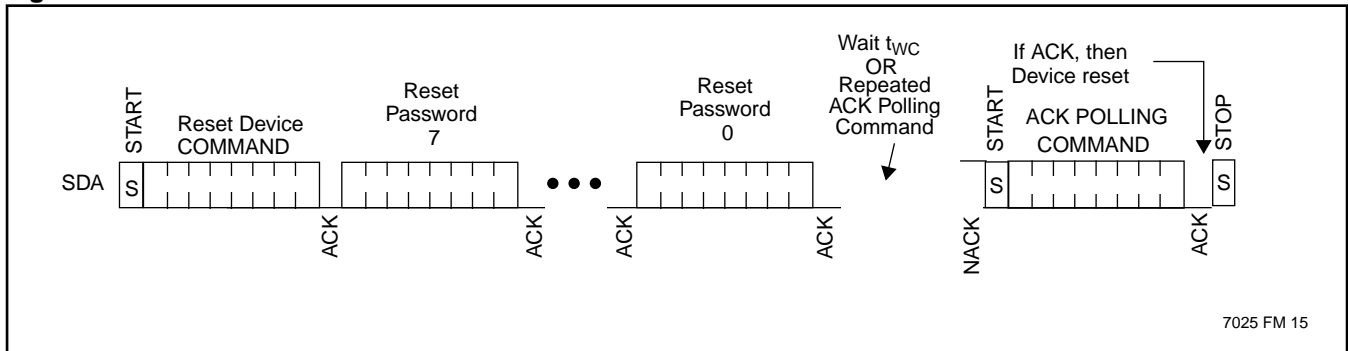 START
Reset Device
COMMAND
Reset
Password
7
Reset
Password
0
Wait tWC
OR
Repeated
ACK Polling
Command
START
ACK POLLING
COMMAND
If ACK, then
Device reset
STOP
SDA
S
S
S
ACK
ACK
ACK
ACK
NACK
ACK
7025 FM 15